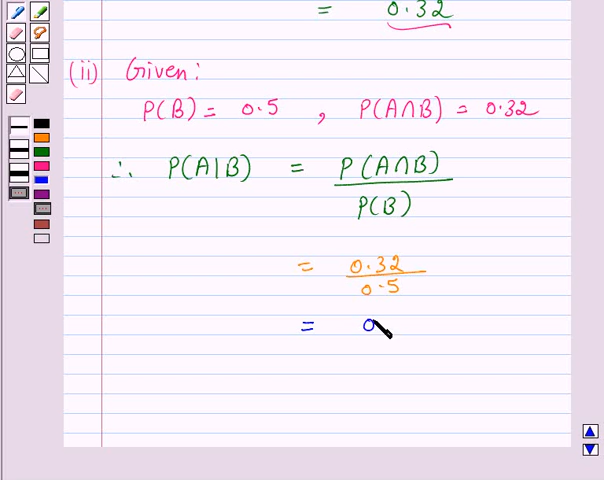 = 0.32
(ii) Given:
P(B) = 0.5 , P(A∩B) = 0.32
∴ P(A|B) = P(A∩B)
P(B)
= 0.32
0.5
= 0